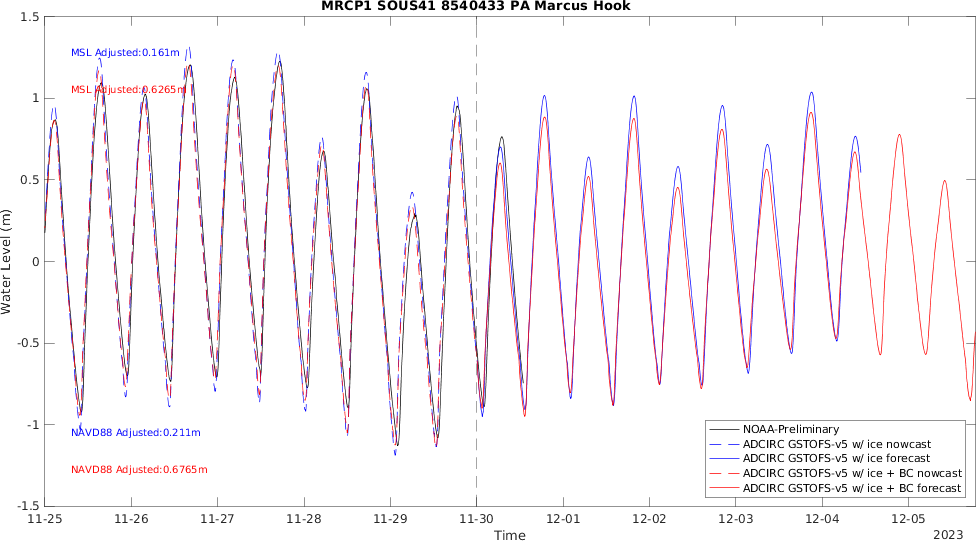 MRCP1 SOUS41 8540433 PA Marcus Hook
1.5
MSL Adjusted:0.161m
MSL Adjusted:0.6265m
1
0.5
0
-0.5
-1
-1.5
Water Level (m)
NAVD88 Adjusted:0.211m
NAVD88 Adjusted:0.6765m
NOAA-Preliminary
ADCIRC GSTOFS-v5 w/ ice nowcast
ADCIRC GSTOFS-v5 w/ ice forecast
ADCIRC GSTOFS-v5 w/ ice + BC nowcast
ADCIRC GSTOFS-v5 w/ ice + BC forecast
11-25 11-26 11-27 11-28 11-29 11-30 12-01 12-02 12-03 12-04 12-05
Time
2023